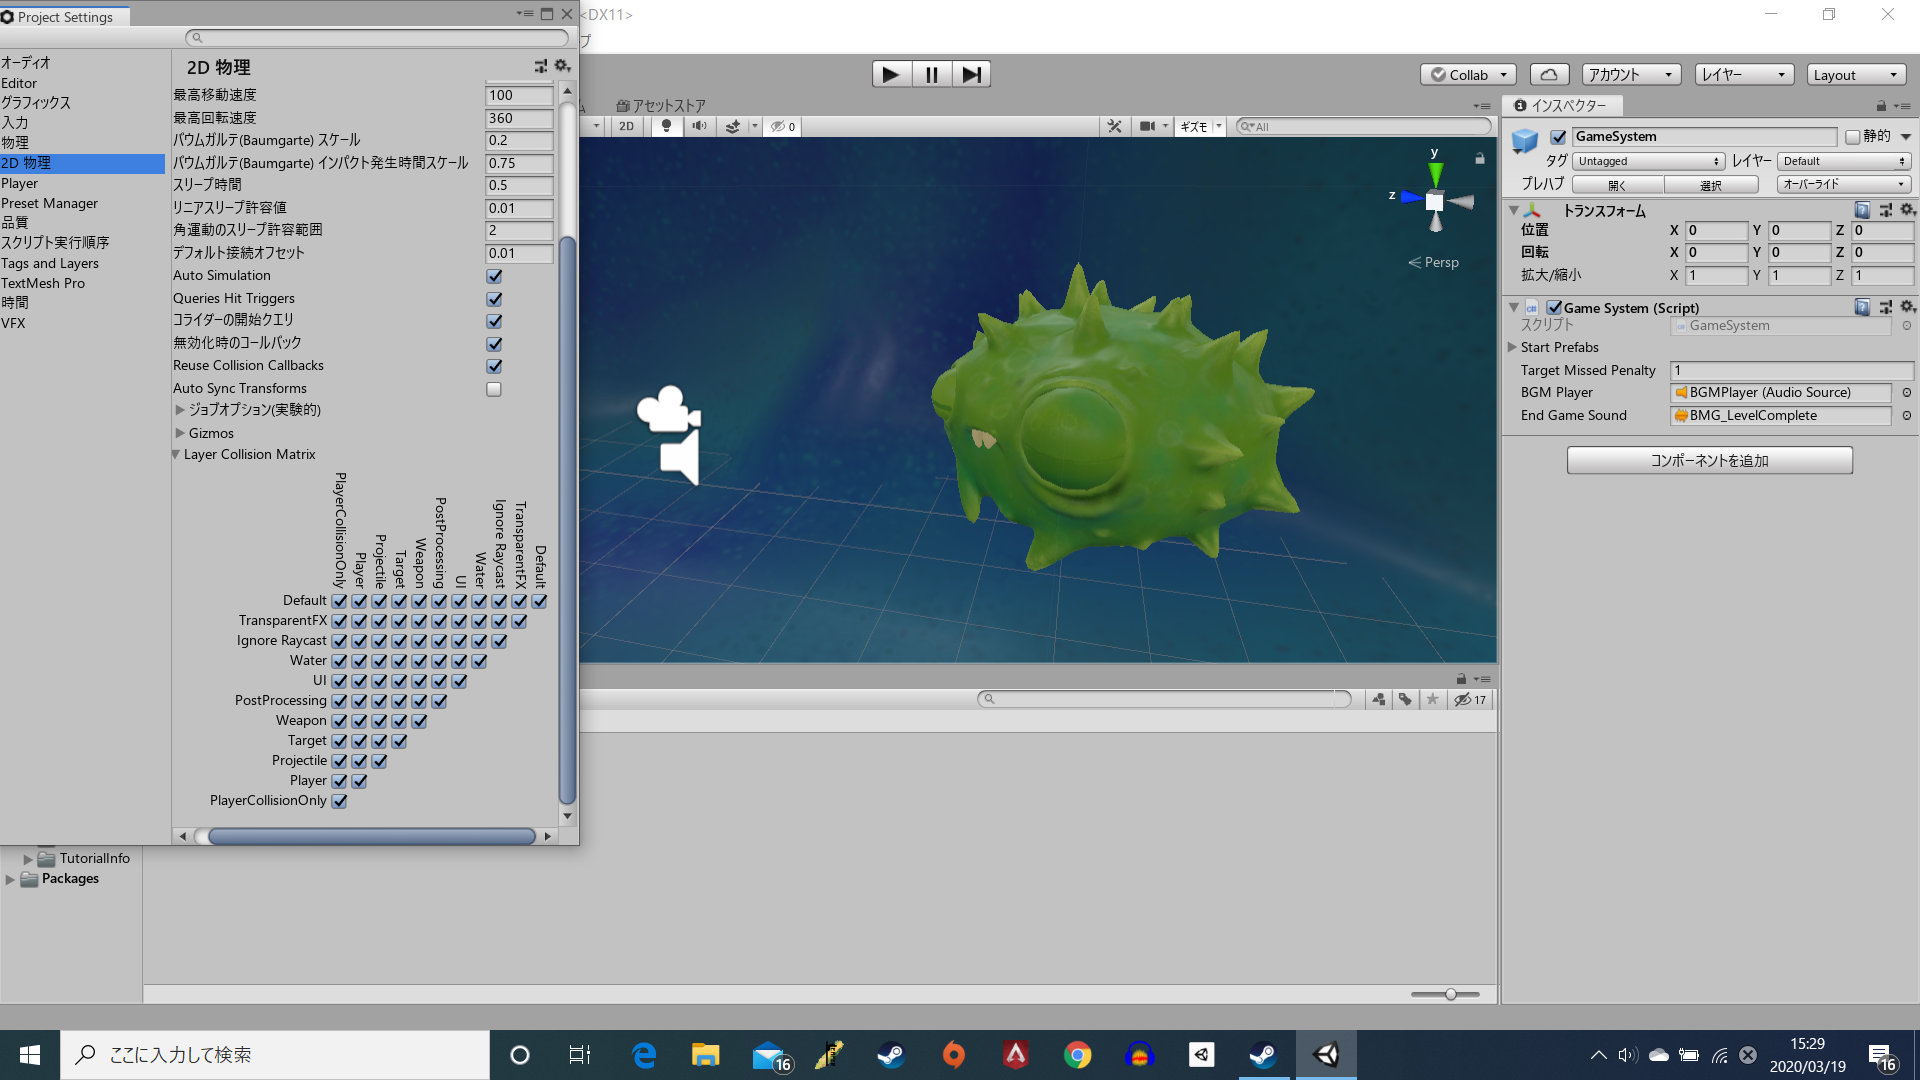 Project Settings
<DX11>
プ
オーディオ
Editor
グラフィックス
入力
物理
2D 物理
Player
Preset Manager
品質
スクリプト実行順序
Tags and Layers
TextMesh Pro
時間
VFX
2D 物理
最高移動速度 100
最高回転速度 360
バウムガルテ(Baumgarte) スケール 0.2
バウムガルテ(Baumgarte) インパクト発生時間スケール 0.75
スリープ時間 0.5
リニアスリープ許容値 0.01
角運動のスリープ許容範囲 2
デフォルト接続オフセット 0.01
Auto Simulation
Queries Hit Triggers
コライダーの開始クエリ
無効化時のコールバック
Reuse Collision Callbacks
Auto Sync Transforms
ジョブオプション(実験的)
Gizmos
Layer Collision Matrix
PlayerCollisionOnly
Player
Projectile
Target
Weapon
PostProcessing
UI
Water
Ignore Raycast
TransparentFX
Default
Default
TransparentFX
Ignore Raycast
Water
UI
PostProcessing
Weapon
Target
Projectile
Player
PlayerCollisionOnly
TutorialInfo
Packages
Collab
アカウント
レイヤー
Layout
アセットストア
2D
0
ギズモ
All
y
z
Persp
17
インスペクター
GameSystem
静的
タグ Untagged レイヤー Default
プレハブ 開く 選択 オーバーライド
トランスフォーム
位置 X 0 Y 0 Z 0
回転 X 0 Y 0 Z 0
拡大/縮小 X 1 Y 1 Z 1
Game System (Script)
スクリプト GameSystem
Start Prefabs
Target Missed Penalty 1
BGM Player BGMPlayer (Audio Source)
End Game Sound BMG_LevelComplete
コンポーネントを追加
ここに入力して検索
16
15:29
2020/03/19
16